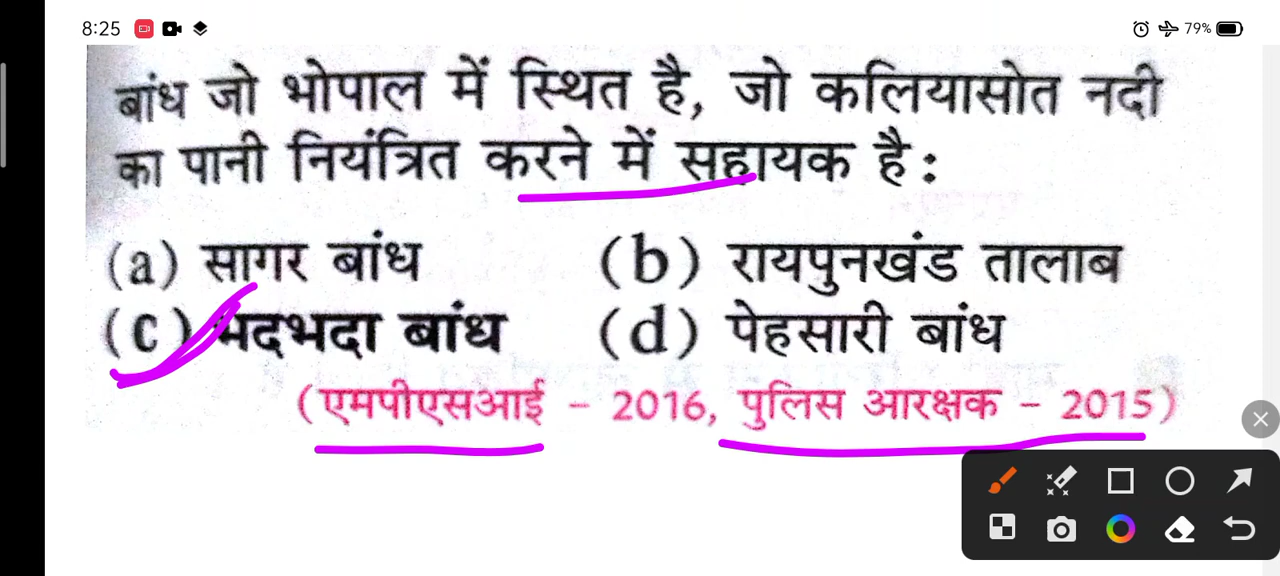 8:25 79%
बांध जो भोपाल में स्थित है, जो कलियासोत नदी
का पानी नियंत्रित करने में सहायक है :
(a) सागर बांध (b) रायपुनखंड तालाब
(c) भदभदा बांध (d) पेहसारी बांध
(एमपीएसआई - 2016, पुलिस आरक्षक - 2015)